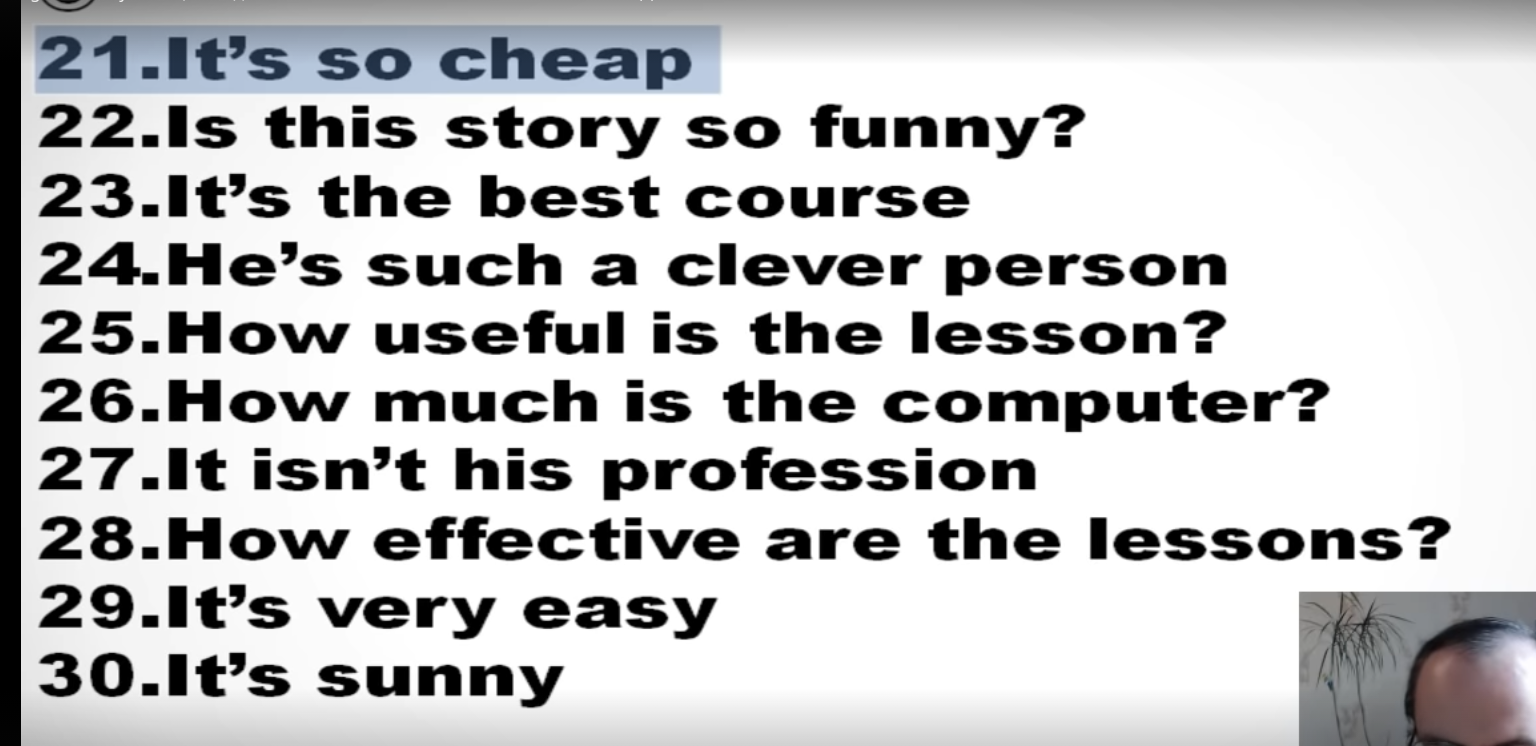 21.It’s so cheap
22.Is this story so funny?
23.It’s the best course
24.He’s such a clever person
25.How useful is the lesson?
26.How much is the computer?
27.It isn’t his profession
28.How effective are the lessons?
29.It’s very easy
30.It’s sunny